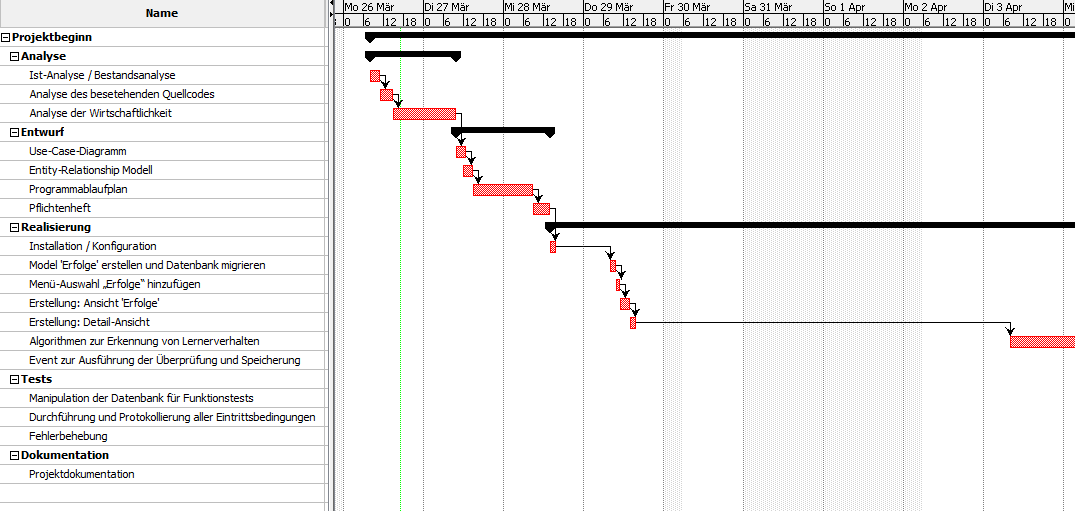 Name
Mo 26 Mär Di 27 Mär Mi 28 Mär Do 29 Mär Fr 30 Mär Sa 31 Mär So 1 Apr Mo 2 Apr Di 3 Apr Mi
0 6 12 18 0 6 12 18 0 6 12 18 0 6 12 18 0 6 12 18 0 6 12 18 0 6 12 18 0 6 12 18 0 6 12 18 0
Projektbeginn
Analyse
Ist-Analyse / Bestandsanalyse
Analyse des besetehenden Quellcodes
Analyse der Wirtschaftlichkeit
Entwurf
Use-Case-Diagramm
Entity-Relationship Modell
Programmablaufplan
Pflichtenheft
Realisierung
Installation / Konfiguration
Model 'Erfolge' erstellen und Datenbank migrieren
Menü-Auswahl „Erfolge“ hinzufügen
Erstellung: Ansicht 'Erfolge'
Erstellung: Detail-Ansicht
Algorithmen zur Erkennung von Lernerverhalten
Event zur Ausführung der Überprüfung und Speicherung
Tests
Manipulation der Datenbank für Funktionstests
Durchführung und Protokollierung aller Eintrittsbedingungen
Fehlerbehebung
Dokumentation
Projektdokumentation